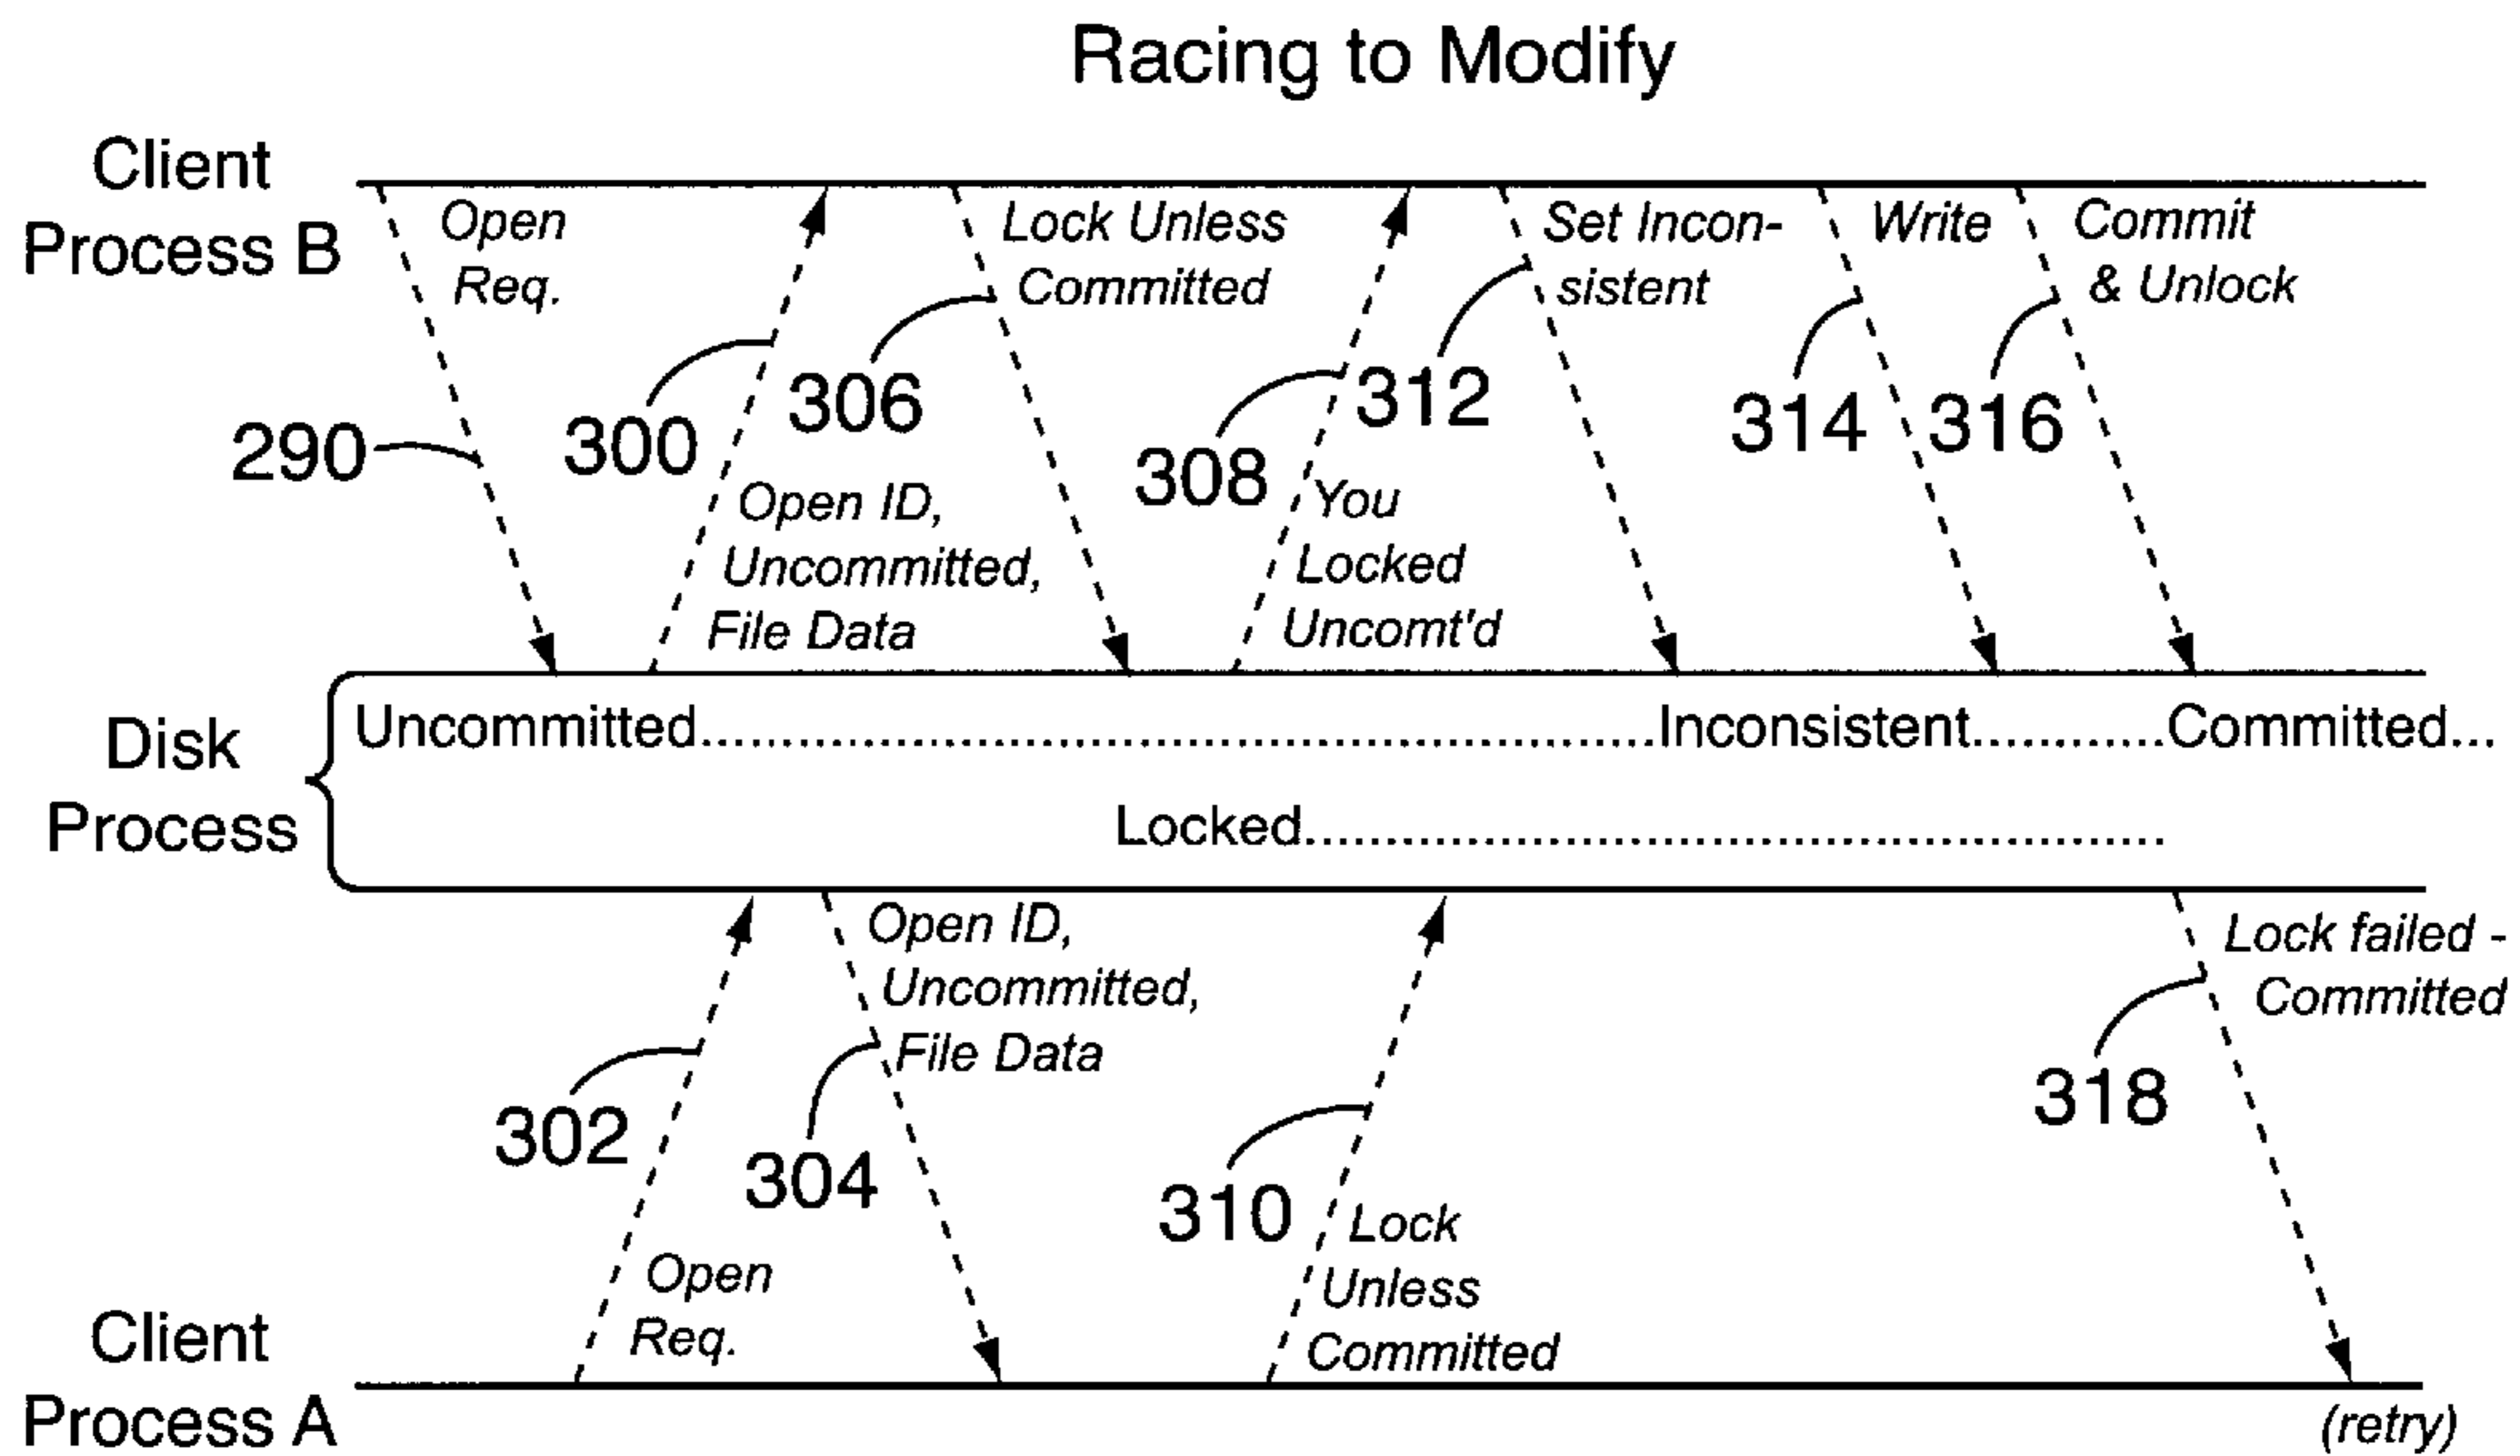 Racing to Modify
Client
Process B
Open
Req.
Lock Unless
Committed
Set Incon-
sistent
Write
Commit
& Unlock
290
300
306
308
312
314
316
Open ID,
Uncommitted,
File Data
You
Locked
Uncomt'd
Disk
Process
Uncommitted............................................................Inconsistent............Committed...
Locked......................................................
Open ID,
Uncommitted,
File Data
Lock failed -
Committed
302
304
310
318
Open
Req.
Lock
Unless
Committed
Client
Process A
(retry)